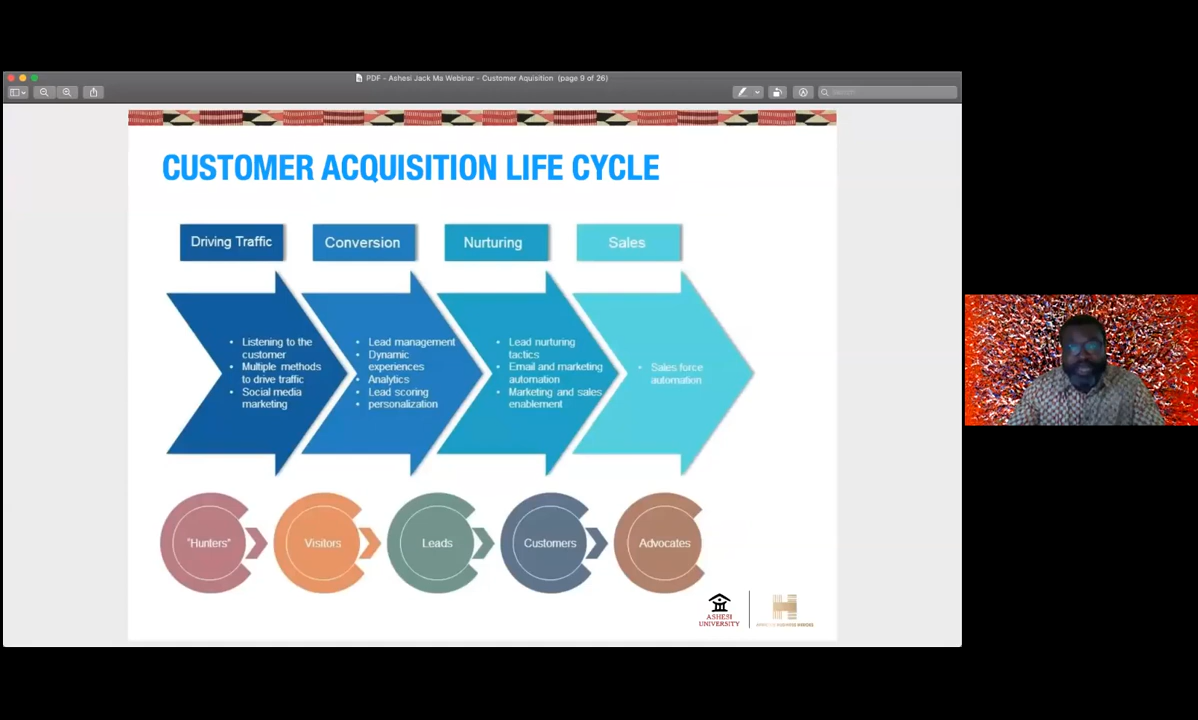 PDF - Ashesi Jack Ma Webinar - Customer Aquisition (page 9 of 26)
Search
CUSTOMER ACQUISITION LIFE CYCLE
Driving Traffic
Conversion
Nurturing
Sales
• Listening to the
customer
• Multiple methods
to drive traffic
• Social media
marketing
• Lead management
• Dynamic
experiences
• Analytics
• Lead scoring
• personalization
• Lead nurturing
tactics
• Email and marketing
automation
• Marketing and sales
enablement
• Sales force
automation
"Hunters"
Visitors
Leads
Customers
Advocates
ASHESI
UNIVERSITY
BUSINESS HEROES